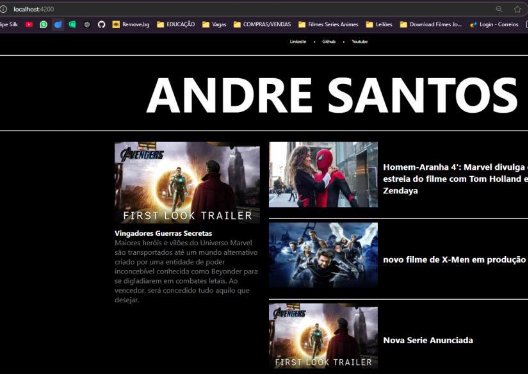 localhost:4200
Removebg
EDUCAÇÃO
Vagas
COMPRAS/VENDAS
Filmes Series Animes
Leilões
Download Filmes Jo...
Login - Correios
Linkedin • Github • Youtube
ANDRE SANTOS
AVENGERS
FIRST LOOK TRAILER
Vingadores Guerras Secretas
Maiores heróis e vilões do Universo Marvel
são transportados até um mundo alternativo
criado por uma entidade de poder
inconcebível conhecida como Beyonder para
se digladiarem em combates letais. Ao
vencedor, será concedido tudo aquilo que
desejar.
Homem-Aranha 4': Marvel divulga
estreia do filme com Tom Holland e
Zendaya
novo filme de X-Men em produção
AVENGERS
FIRST LOOK TRAILER
Nova Serie Anunciada